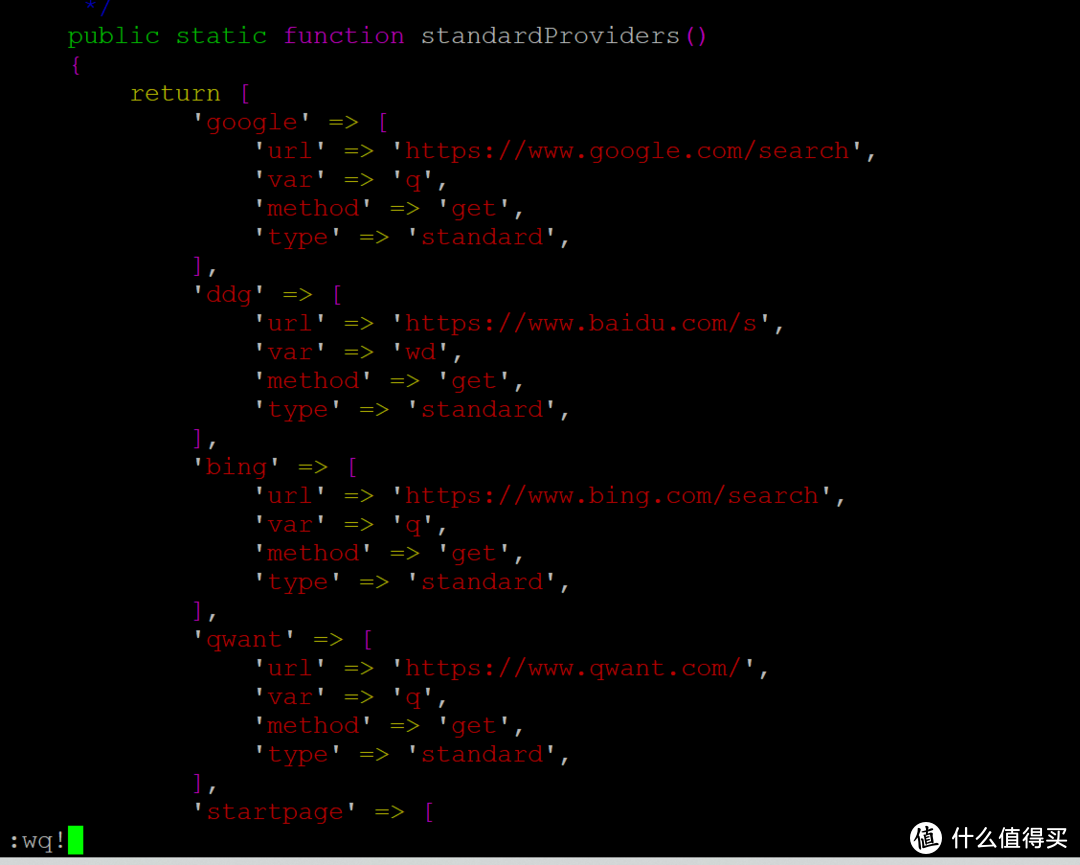 */
public static function standardProviders()
{
return [
'google' => [
'url' => 'https://www.google.com/search',
'var' => 'q',
'method' => 'get',
'type' => 'standard',
],
'ddg' => [
'url' => 'https://www.baidu.com/s',
'var' => 'wd',
'method' => 'get',
'type' => 'standard',
],
'bing' => [
'url' => 'https://www.bing.com/search',
'var' => 'q',
'method' => 'get',
'type' => 'standard',
],
'qwant' => [
'url' => 'https://www.qwant.com/',
'var' => 'q',
'method' => 'get',
'type' => 'standard',
],
'startpage' => [
:wq!
值 什么值得买